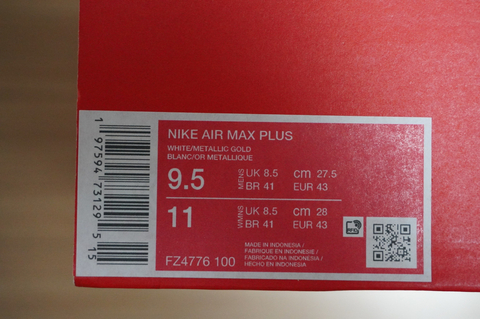 NIKE AIR MAX PLUS
WHITE/METALLIC GOLD
BLANC/OR METALLIQUE
9.5 MENS UK 8.5 cm 27.5
BR 41 EUR 43
11 WMNS UK 8.5 cm 28
BR 41 EUR 43
MADE IN INDONESIA /
FABRIQUE EN INDONESIE /
FABRICADO NA INDONESIA /
HECHO EN INDONESIA
FZ4776 100
1 97594 73129 5 15